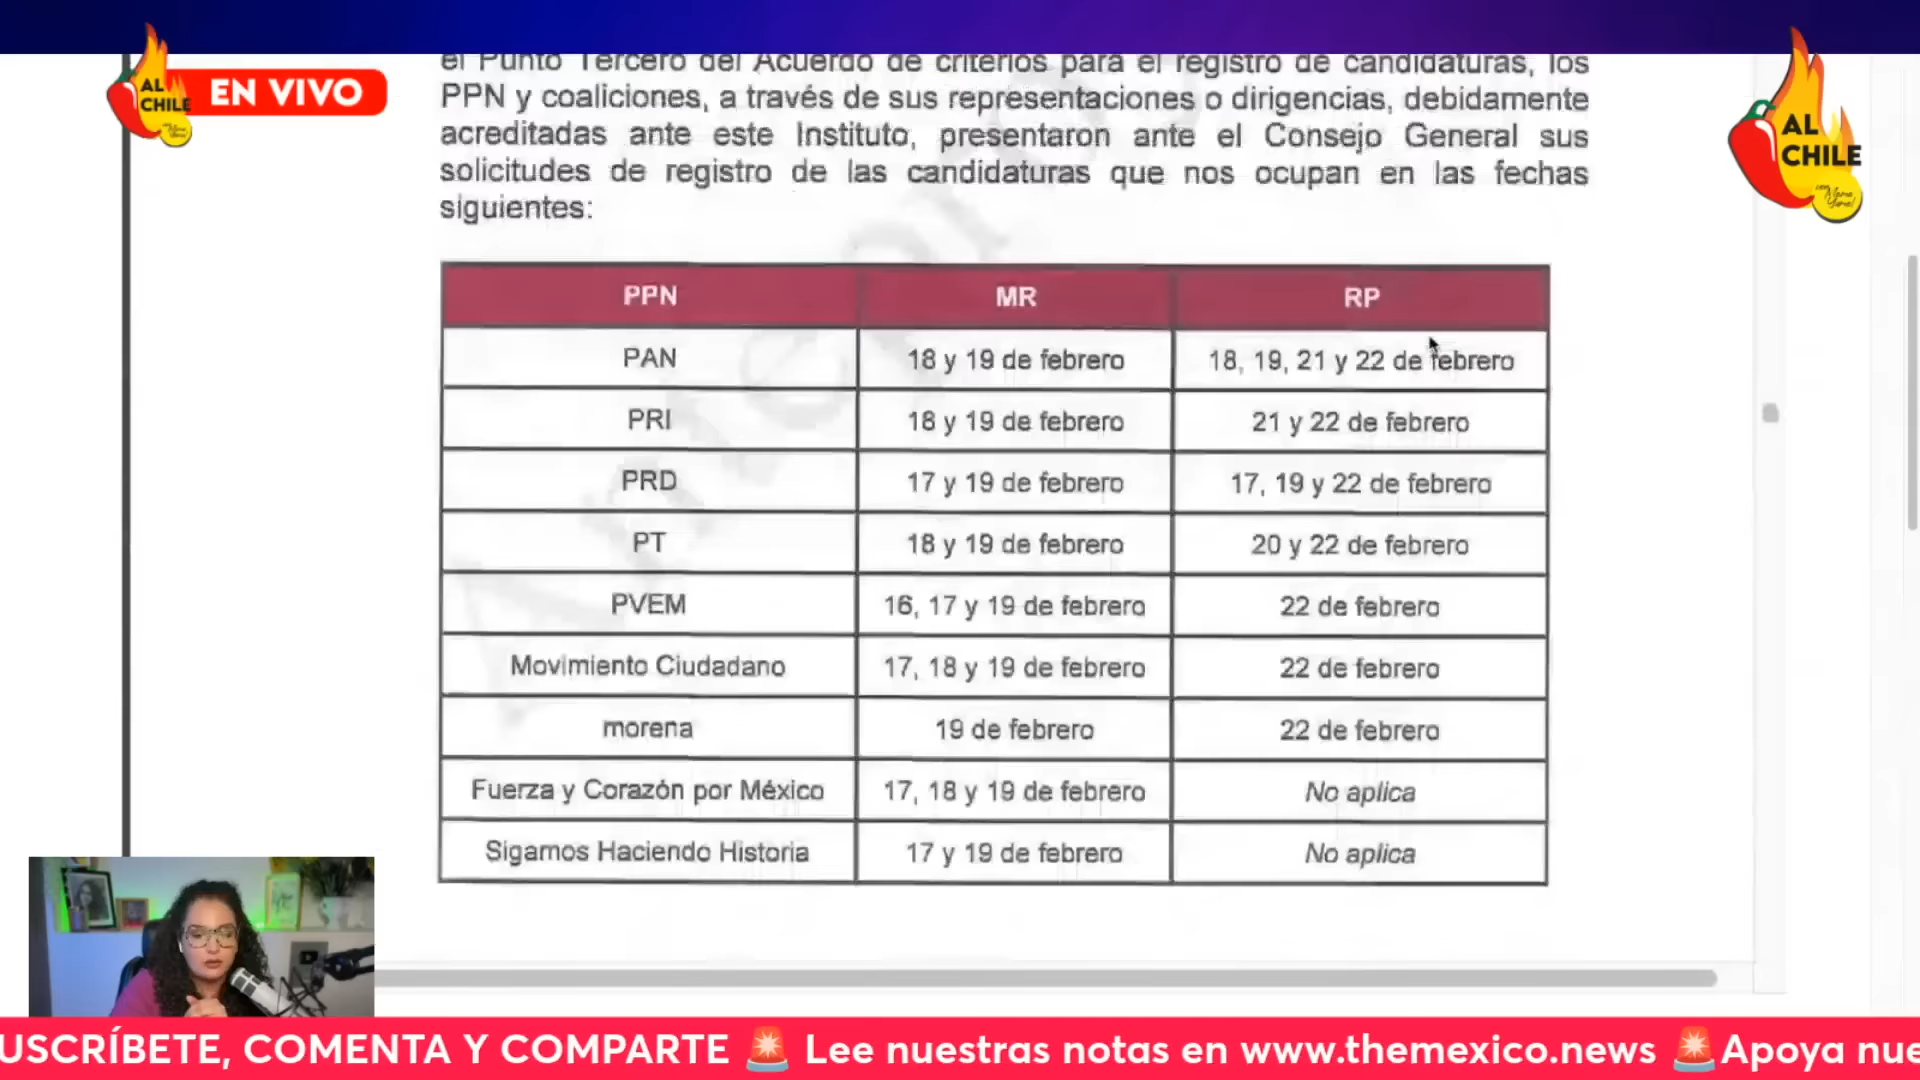 el Punto Tercero del Acuerdo de criterios para el registro de candidaturas, los
PPN y coaliciones, a través de sus representaciones o dirigencias, debidamente
acreditadas ante este Instituto, presentaron ante el Consejo General sus
solicitudes de registro de las candidaturas que nos ocupan en las fechas
siguientes:
AL CHILE
EN VIVO
AL
CHILE
PPN MR RP
PAN 18 y 19 de febrero 18, 19, 21 y 22 de febrero
PRI 18 y 19 de febrero 21 y 22 de febrero
PRD 17 y 19 de febrero 17, 19 y 22 de febrero
PT 18 y 19 de febrero 20 y 22 de febrero
PVEM 16, 17 y 19 de febrero 22 de febrero
Movimiento Ciudadano 17, 18 y 19 de febrero 22 de febrero
morena 19 de febrero 22 de febrero
Fuerza y Corazón por México 17, 18 y 19 de febrero No aplica
Sigamos Haciendo Historia 17 y 19 de febrero No aplica
USCRÍBETE, COMENTA Y COMPARTE 🚨 Lee nuestras notas en www.themexico.news 🚨Apoya nue